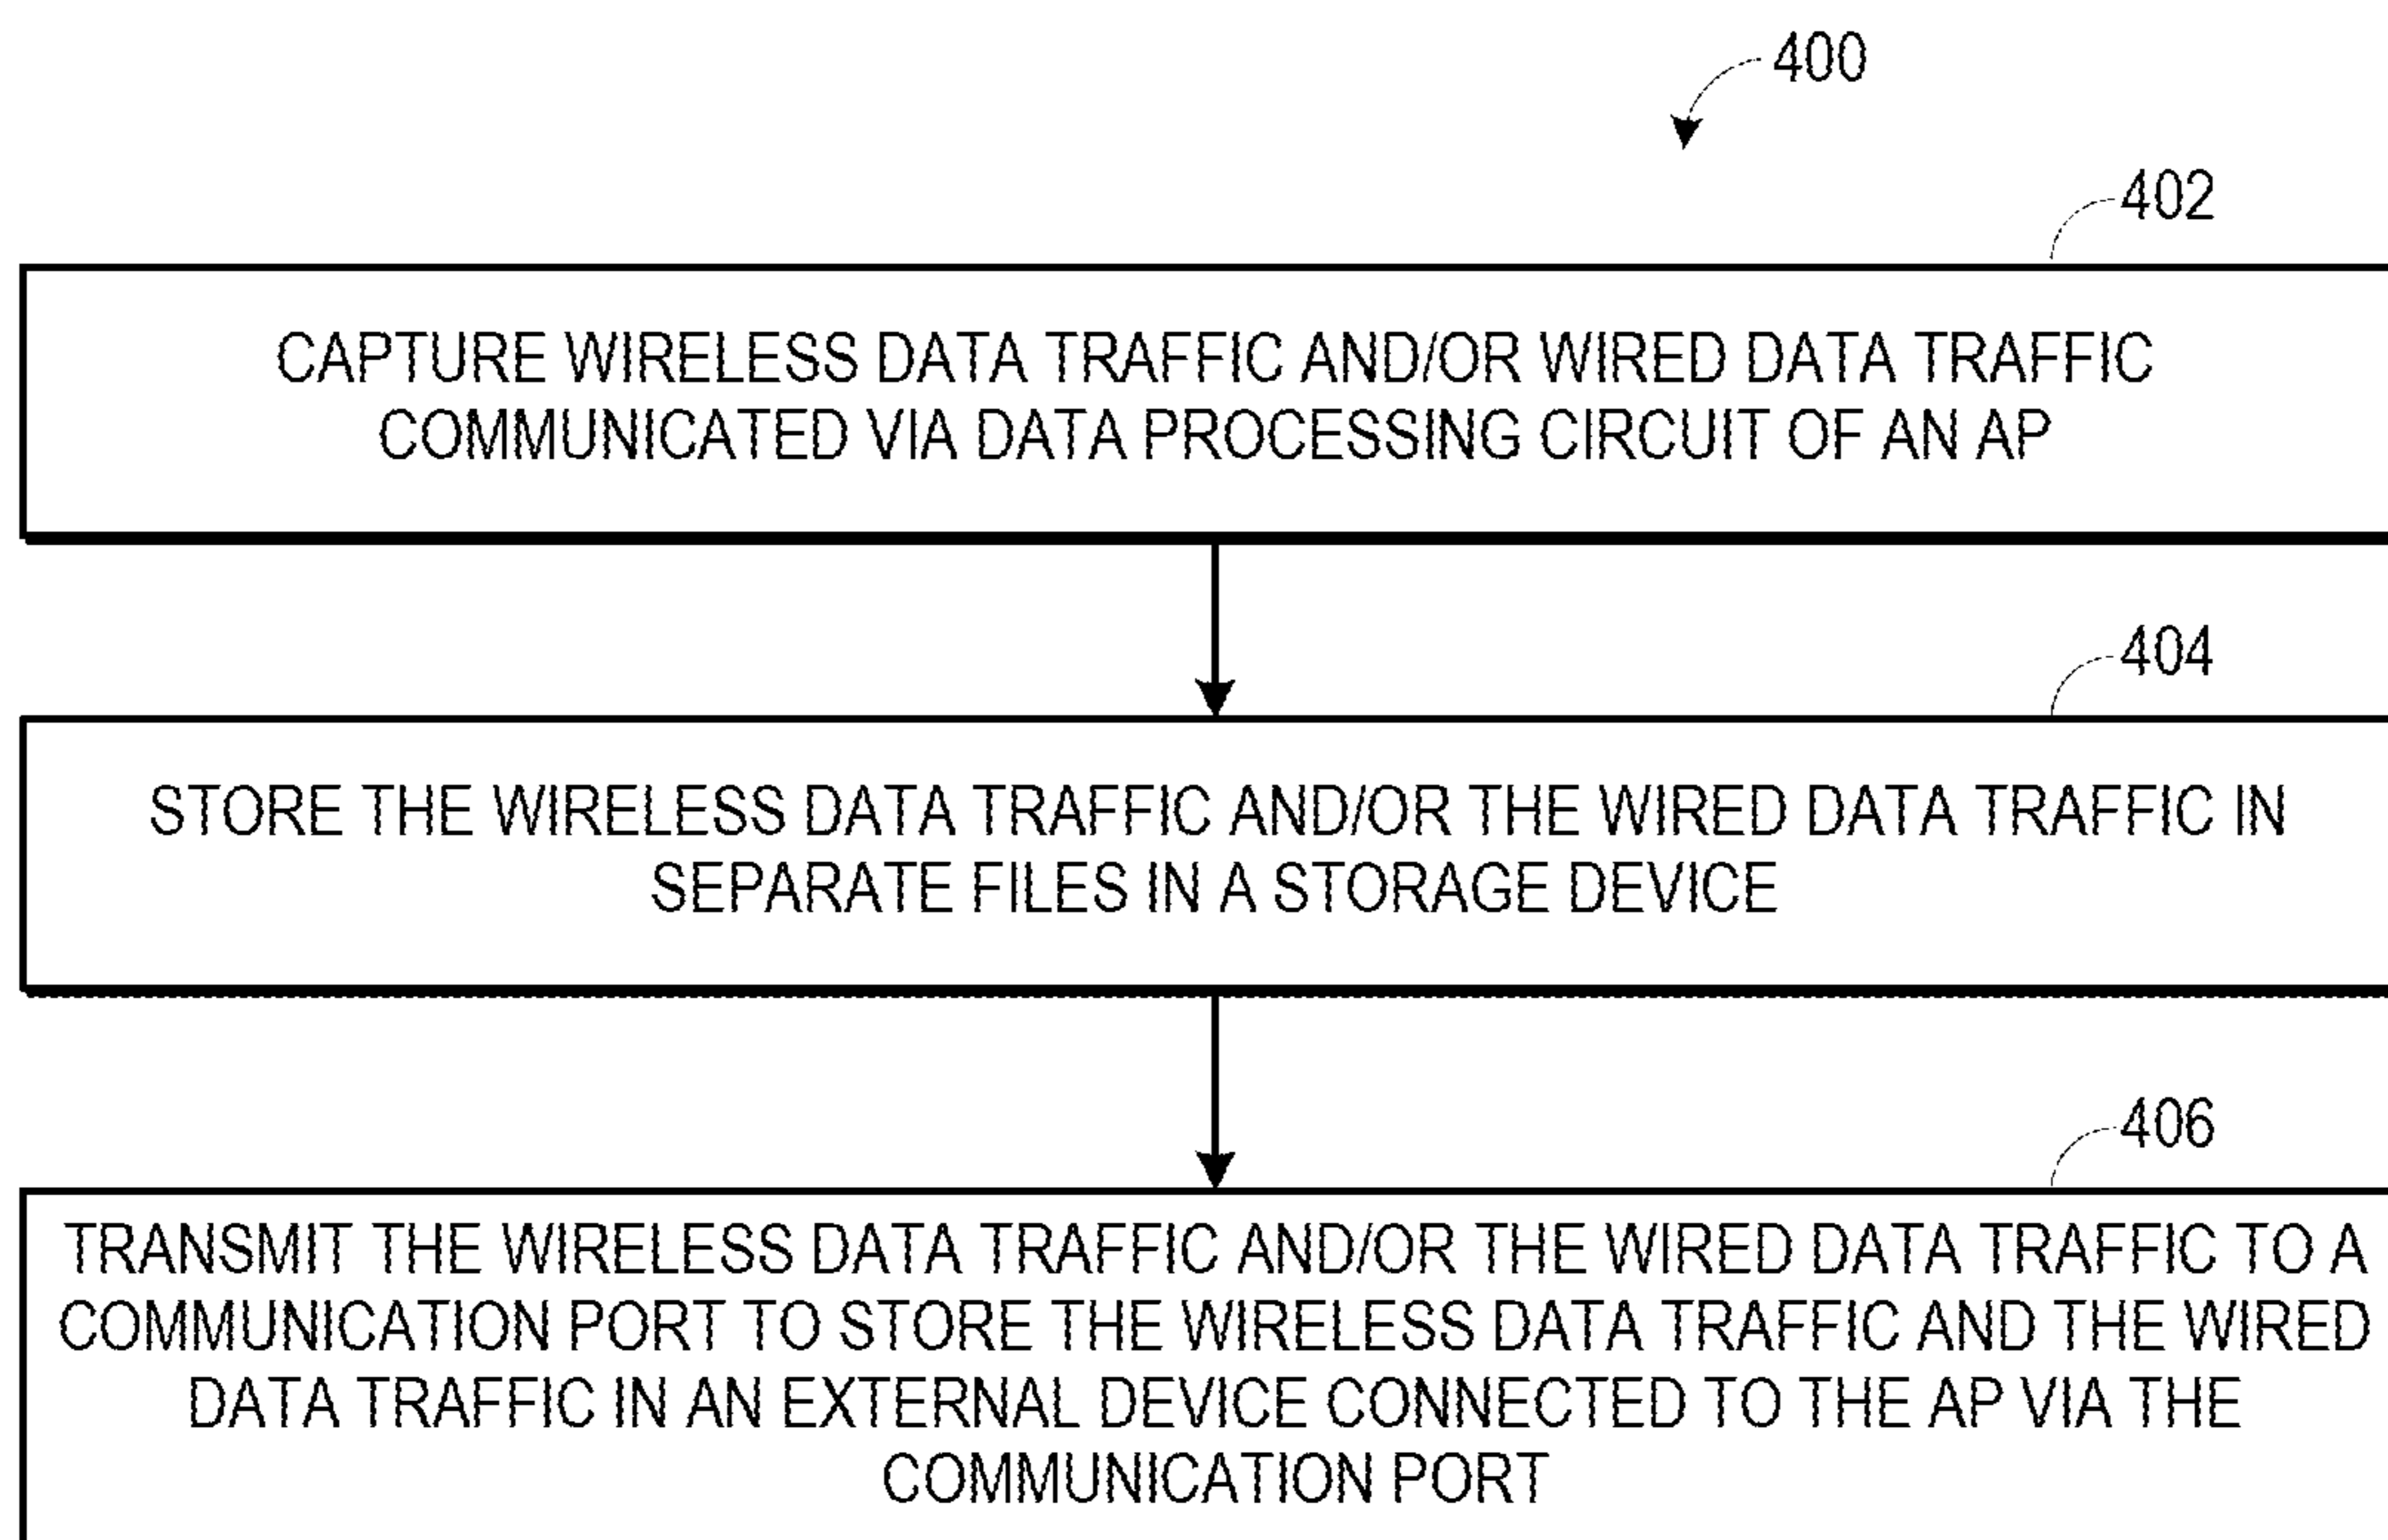 400
402
CAPTURE WIRELESS DATA TRAFFIC AND/OR WIRED DATA TRAFFIC
COMMUNICATED VIA DATA PROCESSING CIRCUIT OF AN AP
404
STORE THE WIRELESS DATA TRAFFIC AND/OR THE WIRED DATA TRAFFIC IN
SEPARATE FILES IN A STORAGE DEVICE
406
TRANSMIT THE WIRELESS DATA TRAFFIC AND/OR THE WIRED DATA TRAFFIC TO A
COMMUNICATION PORT TO STORE THE WIRELESS DATA TRAFFIC AND THE WIRED
DATA TRAFFIC IN AN EXTERNAL DEVICE CONNECTED TO THE AP VIA THE
COMMUNICATION PORT